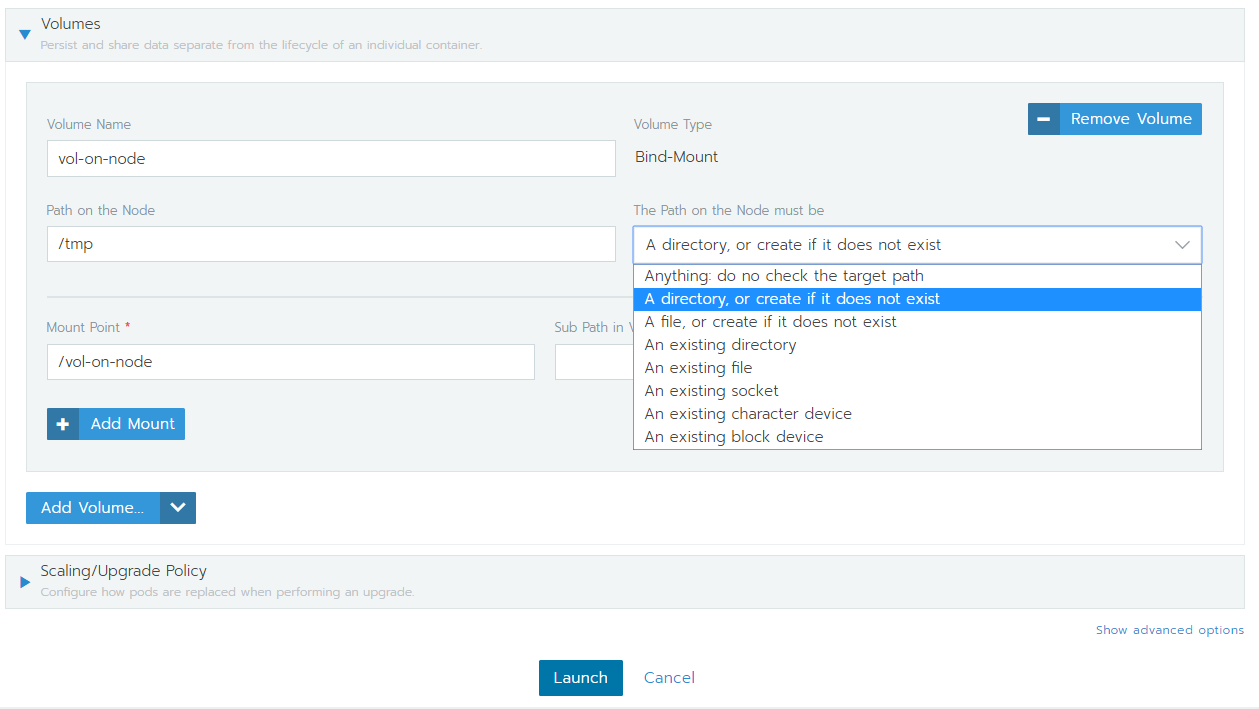 Volumes
Persist and share data separate from the lifecycle of an individual container.
Remove Volume
Volume Name
Volume Type
vol-on-node
Bind-Mount
Path on the Node
The Path on the Node must be
/tmp
A directory, or create if it does not exist
Anything: do no check the target path
A directory, or create if it does not exist
A file, or create if it does not exist
An existing directory
An existing file
An existing socket
An existing character device
An existing block device
Mount Point *
Sub Path in
/vol-on-node
Add Mount
Add Volume...
Scaling/Upgrade Policy
Configure how pods are replaced when performing an upgrade.
Show advanced options
Launch
Cancel